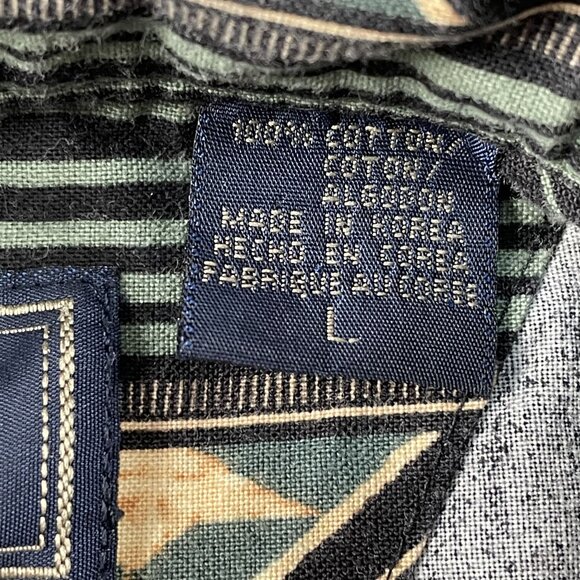 100% COTTON/
COTON/
ALGODON
MADE IN KOREA
HECHO EN COREA
FABRIQUE AU COREE
L